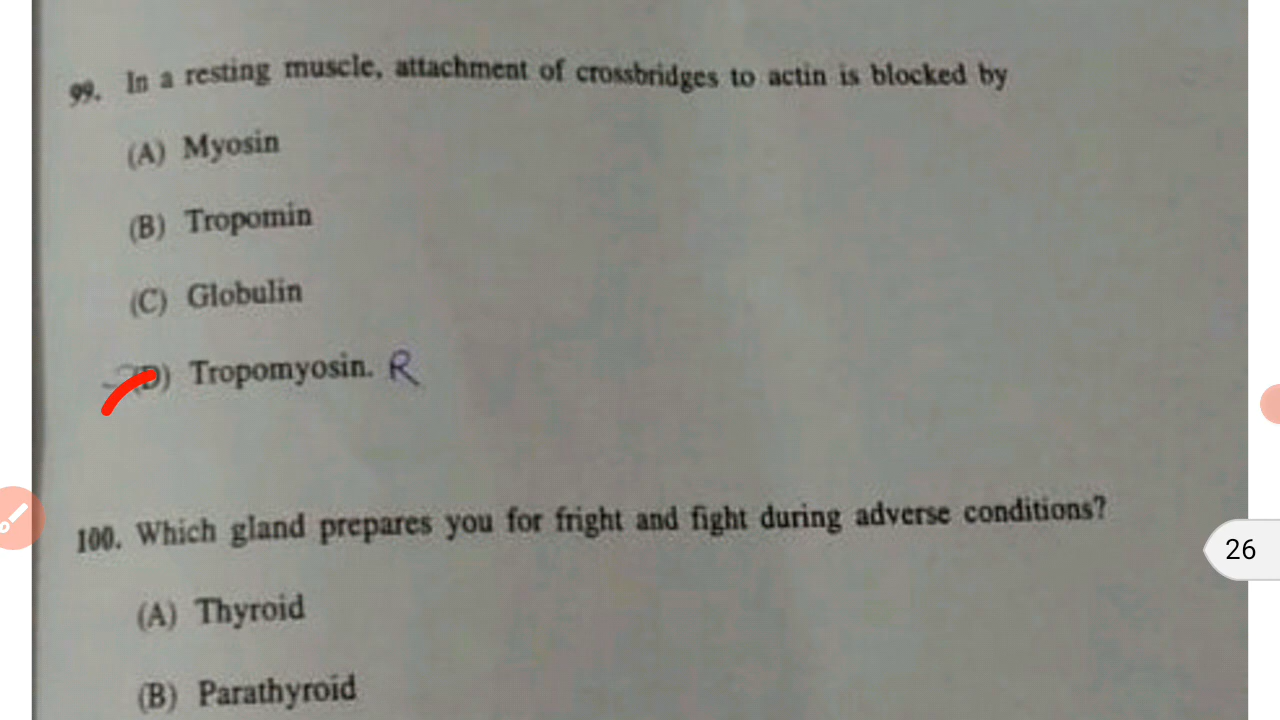 99. In a resting muscle, attachment of crossbridges to actin is blocked by
(A) Myosin
(B) Tropomin
(C) Globulin
(D) Tropomyosin. R
100. Which gland prepares you for fright and fight during adverse conditions?
26
(A) Thyroid
(B) Parathyroid